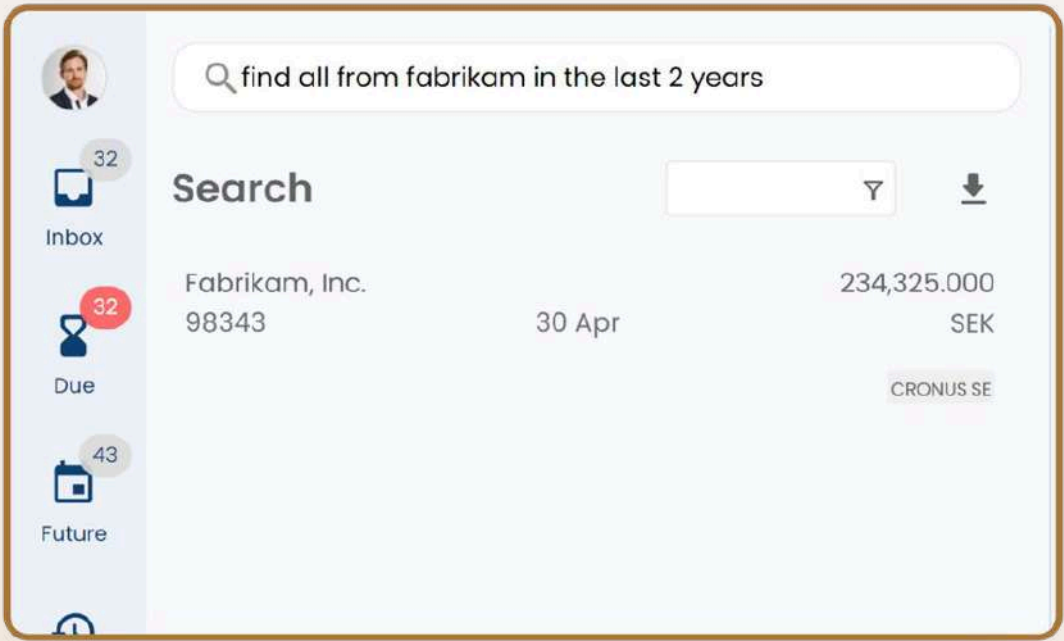 find all from fabrikam in the last 2 years
32
Inbox
Search
Fabrikam, Inc.
234,325.000
98343
30 Apr
SEK
32
Due
CRONUS SE
43
Future